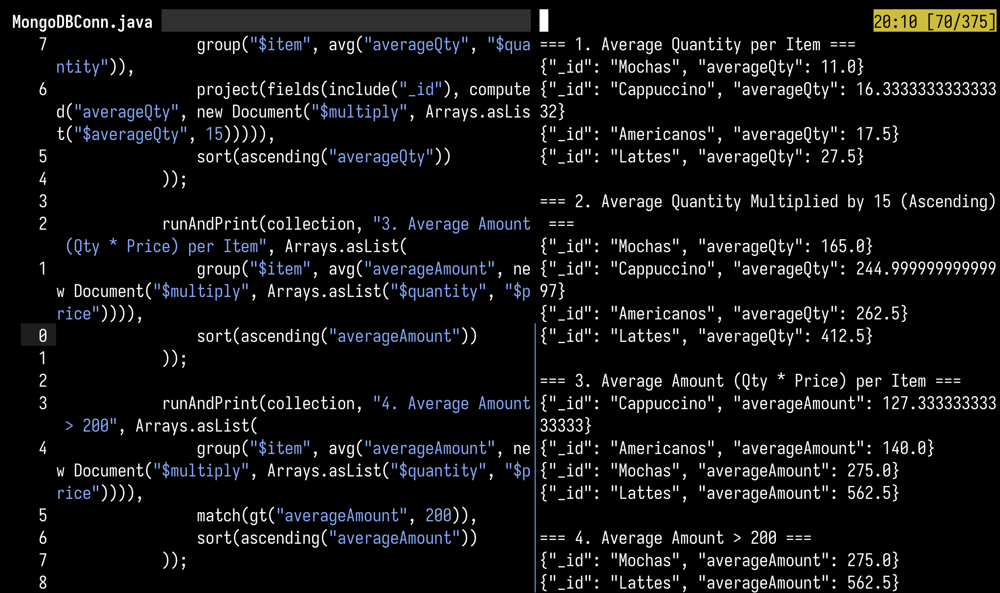 MongoDBConn.java
7 group("$item", avg("averageQty", "$qua
ntity")),
6 project(fields(include("_id"), compute
d("averageQty", new Document("$multiply", Arrays.asLis
t("$averageQty", 15))))),
5 sort(ascending("averageQty"))
4 ));
3
2 runAndPrint(collection, "3. Average Amount
(Qty * Price) per Item", Arrays.asList(
1 group("$item", avg("averageAmount", ne
w Document("$multiply", Arrays.asList("$quantity", "$p
rice")))),
0 sort(ascending("averageAmount"))
1 ));
2
3 runAndPrint(collection, "4. Average Amount
> 200", Arrays.asList(
4 group("$item", avg("averageAmount", ne
w Document("$multiply", Arrays.asList("$quantity", "$p
rice")))),
5 match(gt("averageAmount", 200)),
6 sort(ascending("averageAmount"))
7 ));
8
20:10 [70/375]
=== 1. Average Quantity per Item ===
{"_id": "Mochas", "averageQty": 11.0}
{"_id": "Cappuccino", "averageQty": 16.3333333333333
32}
{"_id": "Americanos", "averageQty": 17.5}
{"_id": "Lattes", "averageQty": 27.5}
=== 2. Average Quantity Multiplied by 15 (Ascending)
===
{"_id": "Mochas", "averageQty": 165.0}
{"_id": "Cappuccino", "averageQty": 244.999999999999
97}
{"_id": "Americanos", "averageQty": 262.5}
{"_id": "Lattes", "averageQty": 412.5}
=== 3. Average Amount (Qty * Price) per Item ===
{"_id": "Cappuccino", "averageAmount": 127.333333333
33333}
{"_id": "Americanos", "averageAmount": 140.0}
{"_id": "Mochas", "averageAmount": 275.0}
{"_id": "Lattes", "averageAmount": 562.5}
=== 4. Average Amount > 200 ===
{"_id": "Mochas", "averageAmount": 275.0}
{"_id": "Lattes", "averageAmount": 562.5}